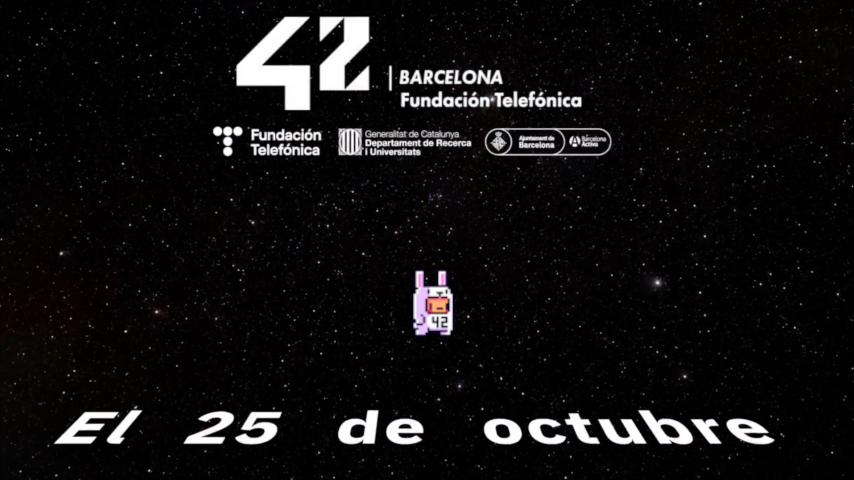 42
BARCELONA
Fundación Telefónica
Fundación
Telefónica
Generalitat de Catalunya
Departament de Recerca
i Universitats
Ajuntament de
Barcelona
Barcelona
Activa
42
El 25 de octubre